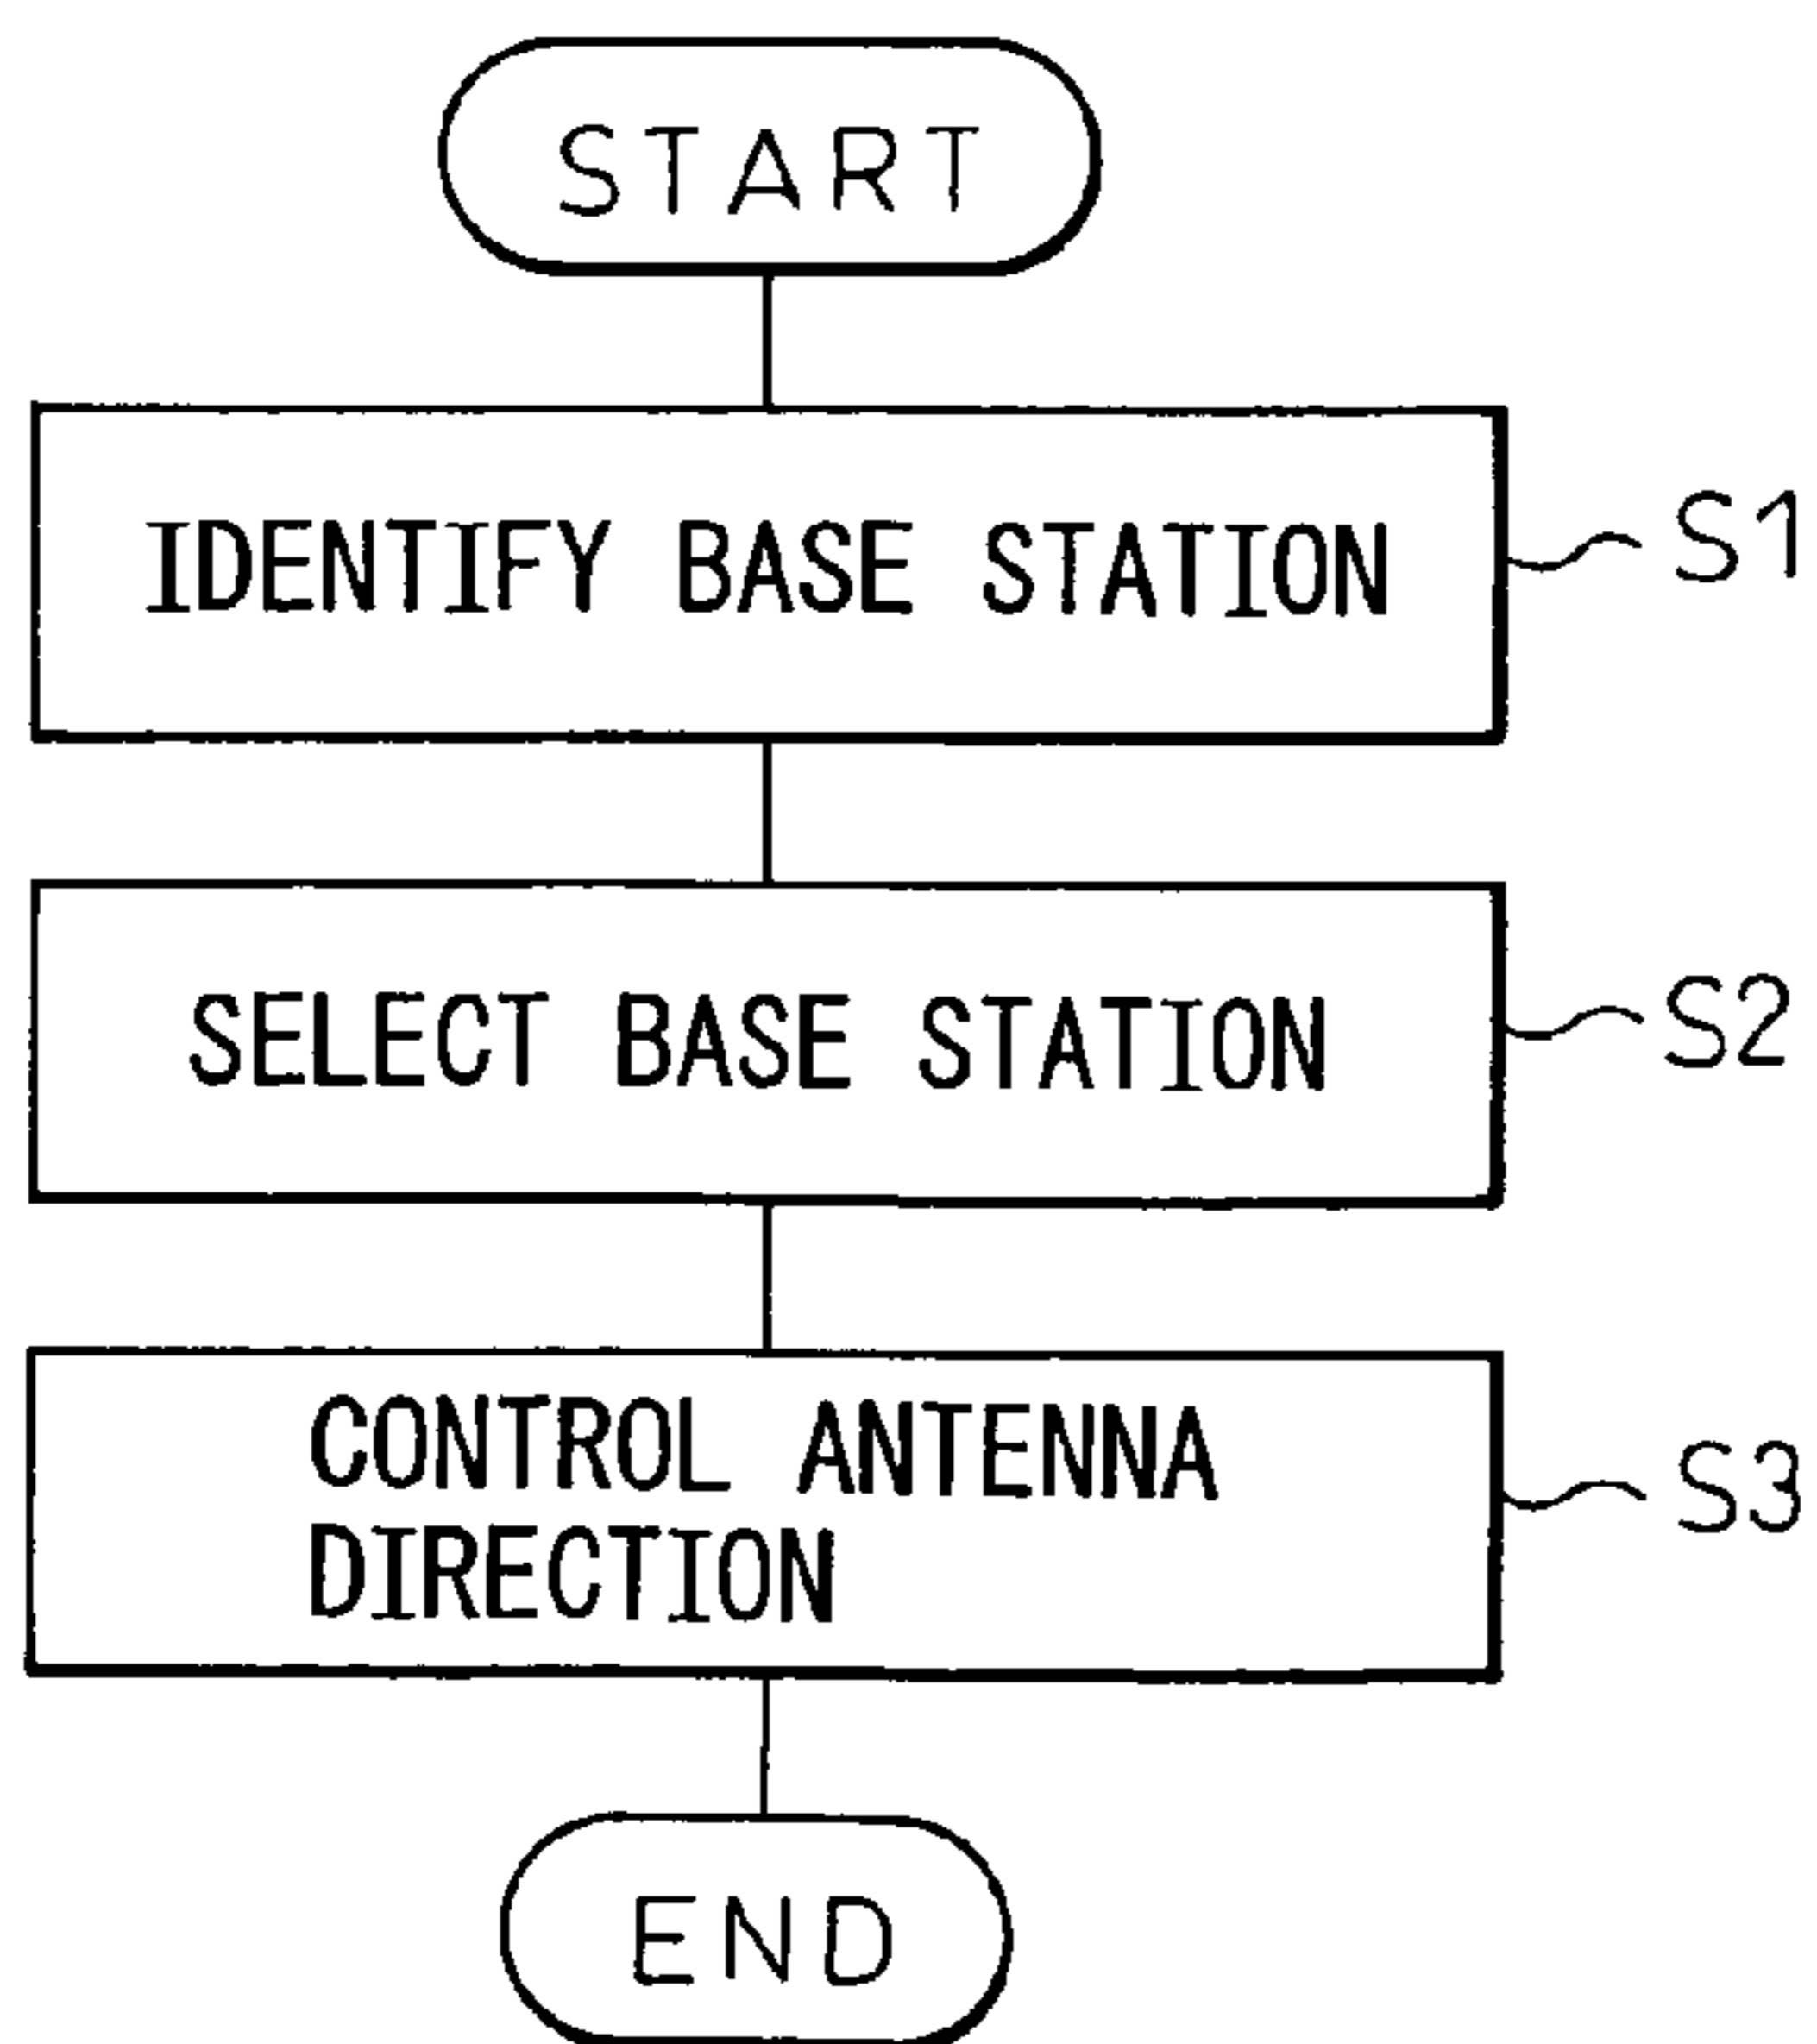 START
IDENTIFY BASE STATION
S1
SELECT BASE STATION
S2
CONTROL ANTENNA
DIRECTION
S3
END